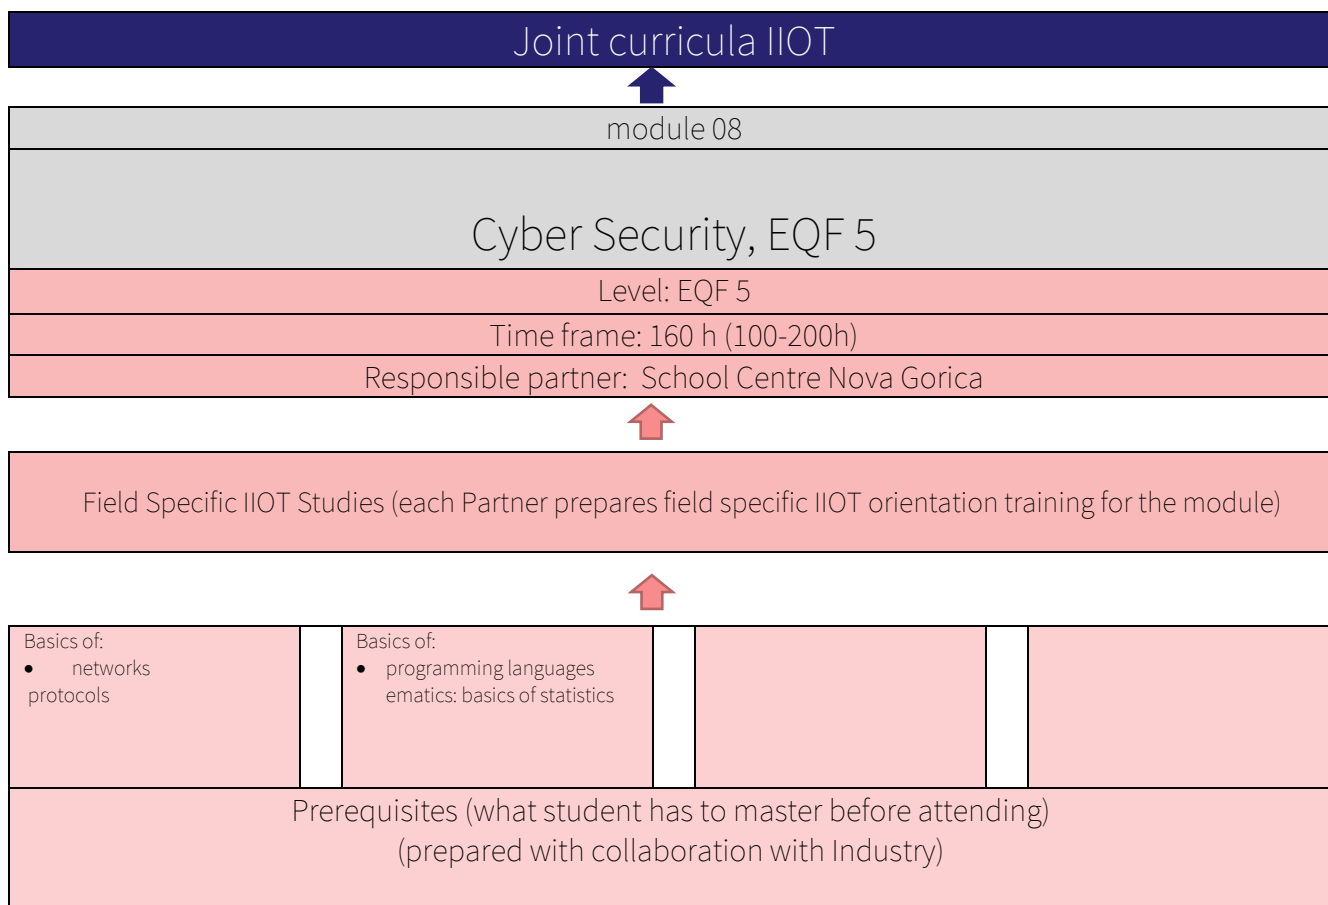 Joint curricula IIOT
module 08
Cyber Security, EQF 5
Level: EQF 5
Time frame: 160 h (100-200h)
Responsible partner: School Centre Nova Gorica
Field Specific IIOT Studies (each Partner prepares field specific IIOT orientation training for the module)
Basics of:
• networks
protocols
Basics of:
• programming languages
ematics: basics of statistics
Prerequisites (what student has to master before attending)
(prepared with collaboration with Industry)